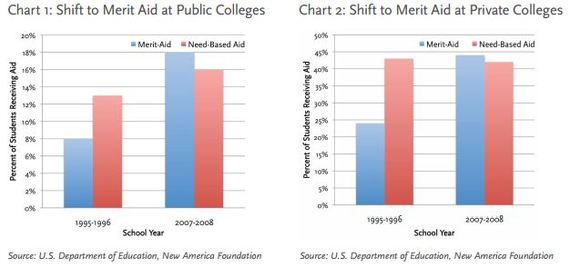 Chart 1: Shift to Merit Aid at Public Colleges
20%
18%
16%
14%
12%
10%
8%
6%
4%
2%
0%
Percent of Students Receiving Aid
Merit-Aid
Need-Based Aid
1995-1996
2007-2008
School Year
Source: U.S. Department of Education, New America Foundation
Chart 2: Shift to Merit Aid at Private Colleges
50%
45%
40%
35%
30%
25%
20%
15%
10%
5%
0%
Percent of Students Receiving Aid
Merit-Aid
Need-Based Aid
1995-1996
2007-2008
School Year
Source: U.S. Department of Education, New America Foundation